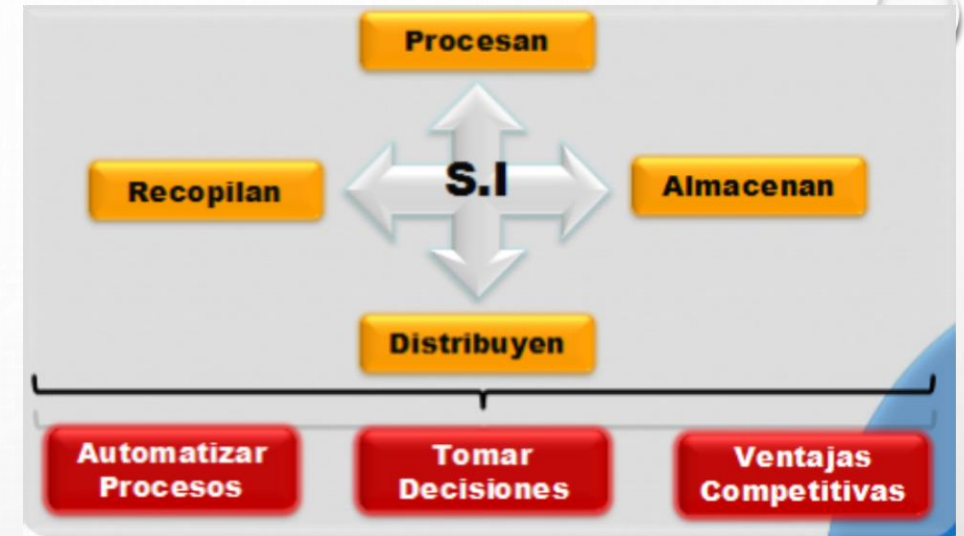 Procesan
Recopilan
S.I
Almacenan
Distribuyen
Automatizar
Procesos
Tomar
Decisiones
Ventajas
Competitivas